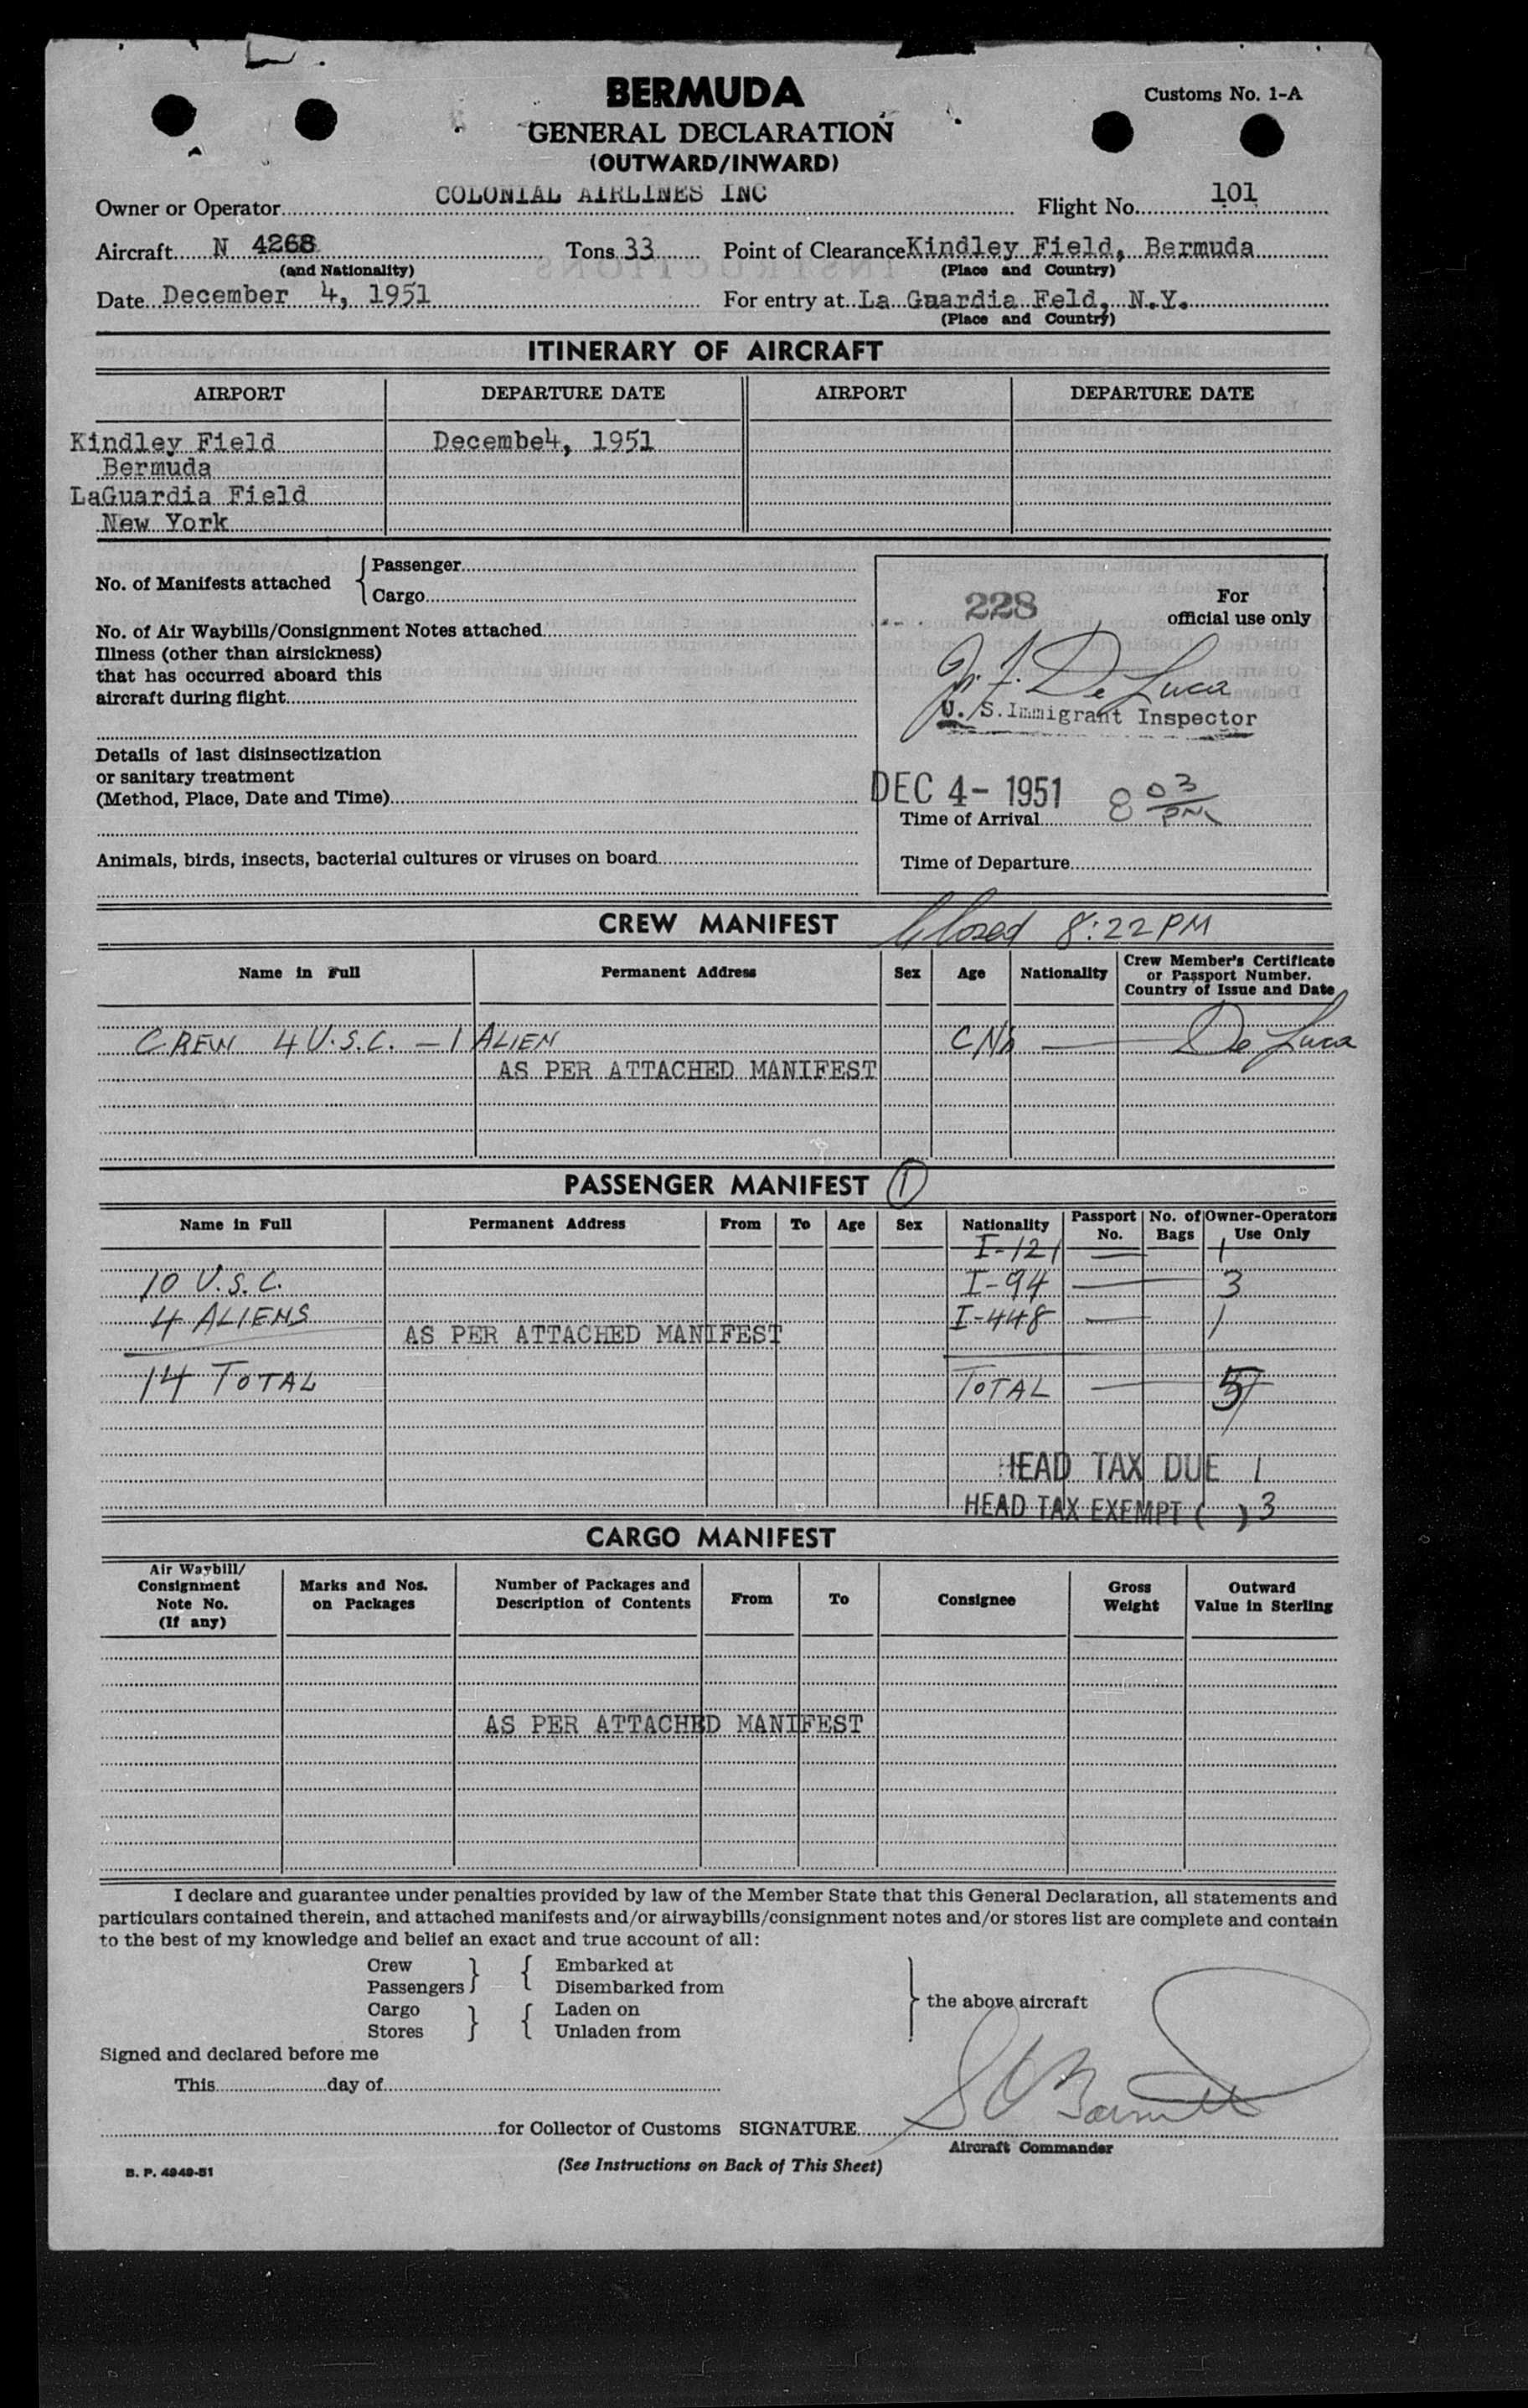 BERMUDA
Customs No. 1-A
GENERAL DECLARATION
(OUTWARD/INWARD)
Owner or Operator COLONIAL AIRLINES INC Flight No. 101
Aircraft N 4268 Tons 33 Point of Clearance Kindley Field, Bermuda
(and Nationality) (Place and Country)
Date December 4, 1951 For entry at La Guardia Feld, N.Y.
(Place and Country)
ITINERARY OF AIRCRAFT
AIRPORT DEPARTURE DATE AIRPORT DEPARTURE DATE
Kindley Field Decembe4, 1951
Bermuda
LaGuardia Field
New York
No. of Manifests attached { Passenger
Cargo
No. of Air Waybills/Consignment Notes attached
Illness (other than airsickness)
that has occurred aboard this
aircraft during flight
Details of last disinsectization
or sanitary treatment
(Method, Place, Date and Time)
Animals, birds, insects, bacterial cultures or viruses on board
228 For
official use only
De Luca
U. S. Immigrant Inspector
DEC 4- 1951 8 03 PM
Time of Arrival
Time of Departure
CREW MANIFEST Closed 8:22 PM
Name in Full Permanent Address Sex Age Nationality Crew Member's Certificate
or Passport Number.
Country of Issue and Date
CREW 4 U.S.C. - 1 ALIEN De Luca
AS PER ATTACHED MANIFEST
PASSENGER MANIFEST 1
Name in Full Permanent Address From To Age Sex Nationality Passport No. No. of Bags Owner-Operators Use Only
I-121 — 1
10 U.S.C. I-94 — 3
4 ALIENS I-448 — 1
AS PER ATTACHED MANIFEST
14 TOTAL TOTAL — 5
HEAD TAX DUE 1
HEAD TAX EXEMPT ( ) 3
CARGO MANIFEST
Air Waybill/
Consignment
Note No.
(If any) Marks and Nos.
on Packages Number of Packages and
Description of Contents From To Consignee Gross
Weight Outward
Value in Sterling
AS PER ATTACHED MANIFEST
I declare and guarantee under penalties provided by law of the Member State that this General Declaration, all statements and
particulars contained therein, and attached manifests and/or airwaybills/consignment notes and/or stores list are complete and contain
to the best of my knowledge and belief an exact and true account of all:
Crew } { Embarked at
Passengers Disembarked from
Cargo } { Laden on } the above aircraft
Stores Unladen from
Signed and declared before me
This day of
for Collector of Customs SIGNATURE
Aircraft Commander
(See Instructions on Back of This Sheet)
B. P. 4949-51